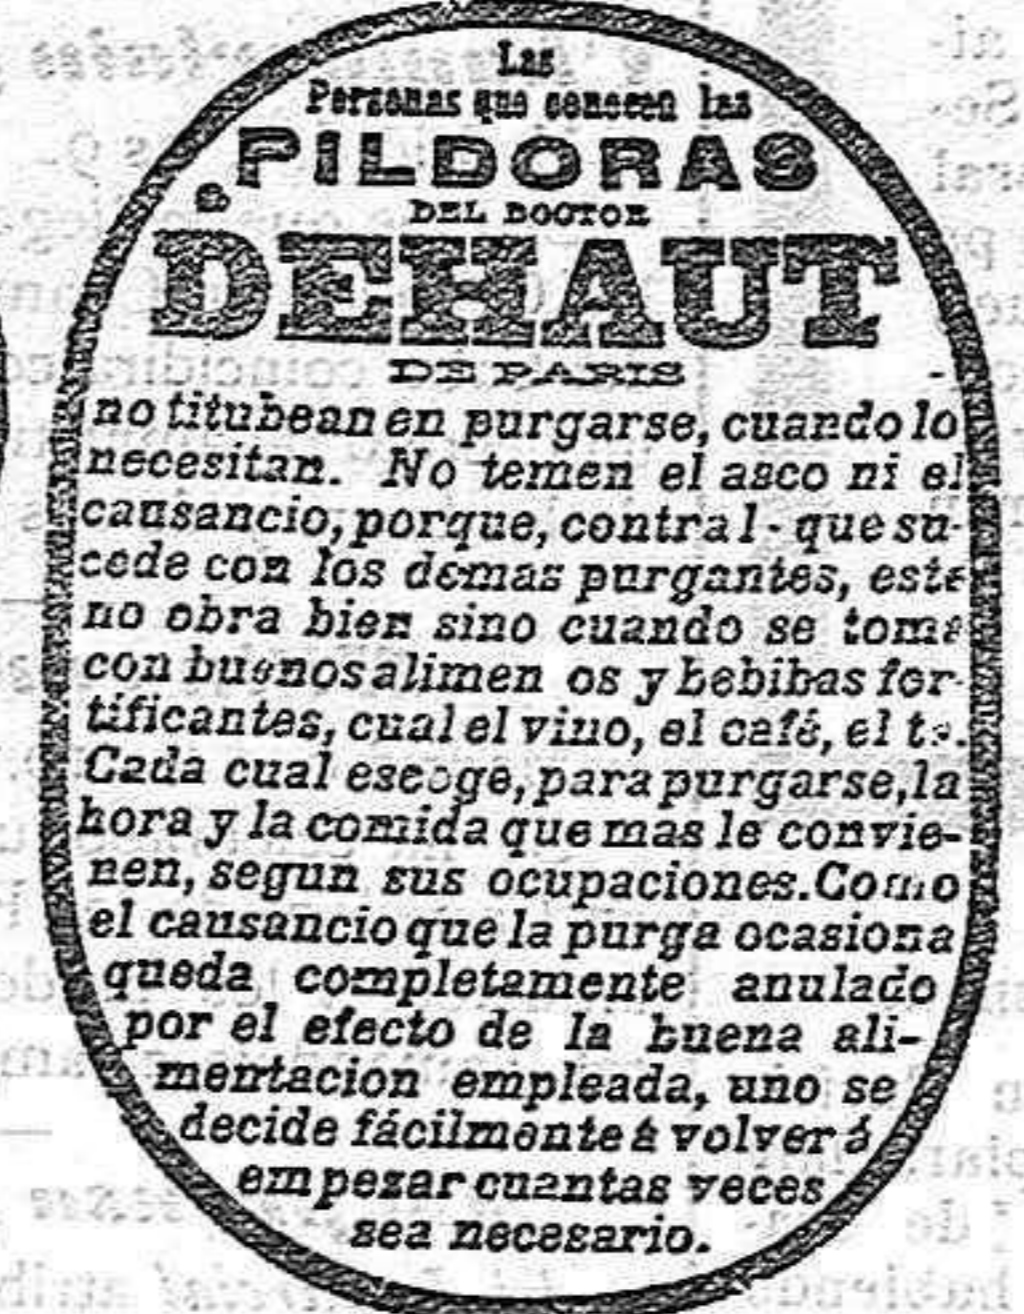 Las
Personas que conocen las
PILDORAS
DEL DOCTOR
DEHAUT
DE PARIS
no titubean en purgarse, cuando lo
necesitan. No temen el asco ni el
causancio, porque, contra l- que su-
cede con los demas purgantes, este
no obra bien sino cuando se toma
con buenos alimen os y bebibas for-
tificantes, cual el vino, el café, el te.
Cada cual escoge, para purgarse, la
hora y la comida que mas le convie-
nen, segun sus ocupaciones. Como
el causancio que la purga ocasiona
queda completamente anulado
por el efecto de la buena ali-
mentacion empleada, uno se
decide fácilmente á volver á
empezar cuantas veces
sea necesario.